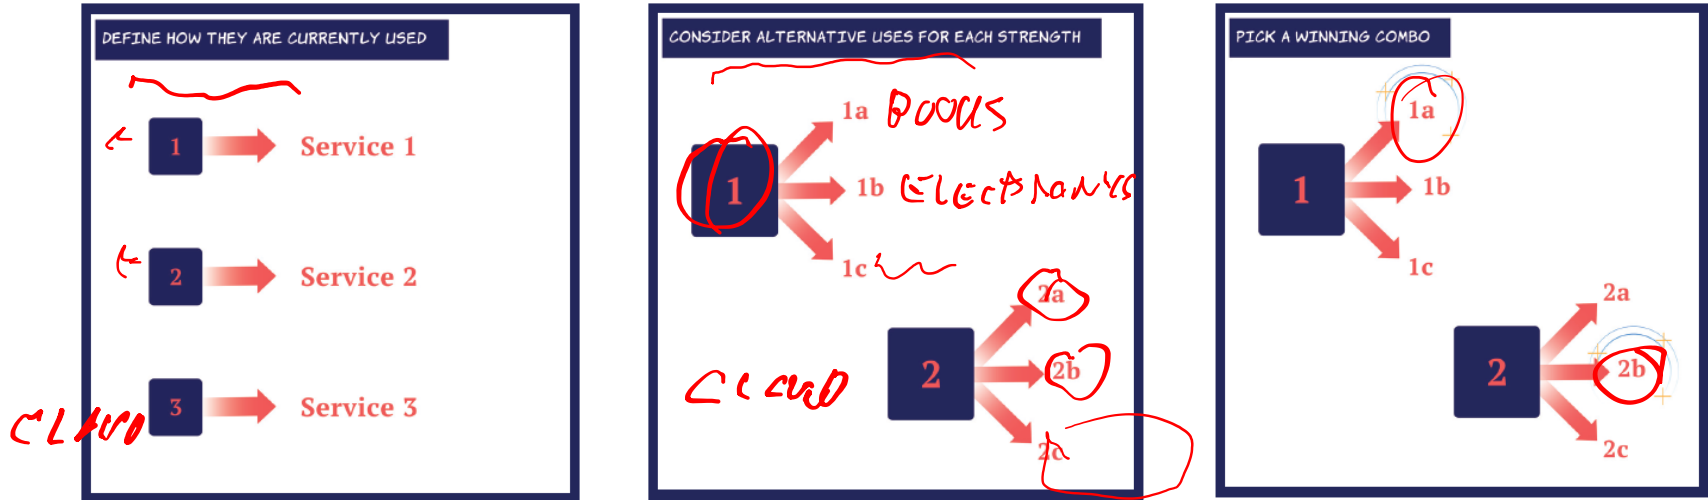 DEFINE HOW THEY ARE CURRENTLY USED
1 Service 1
2 Service 2
3 Service 3
CLOUD
CONSIDER ALTERNATIVE USES FOR EACH STRENGTH
1a BOOKS
1
1b ELECTRONICS
1c
2a
2
2b
CLOUD
2c
PICK A WINNING COMBO
1a
1
1b
1c
2a
2
2b
2c